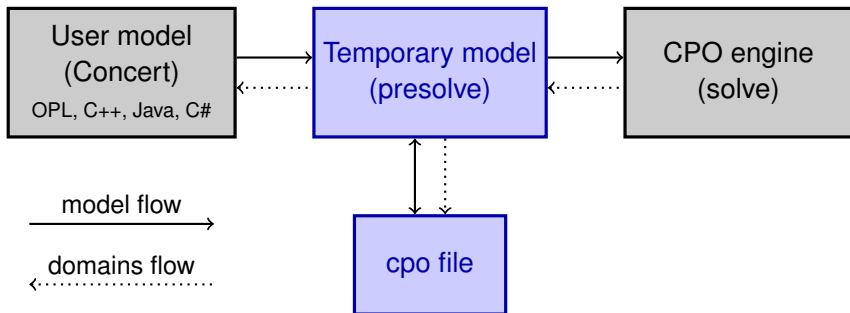 User model
(Concert)
OPL, C++, Java, C#
Temporary model
(presolve)
CPO engine
(solve)
model flow
domains flow
cpo file